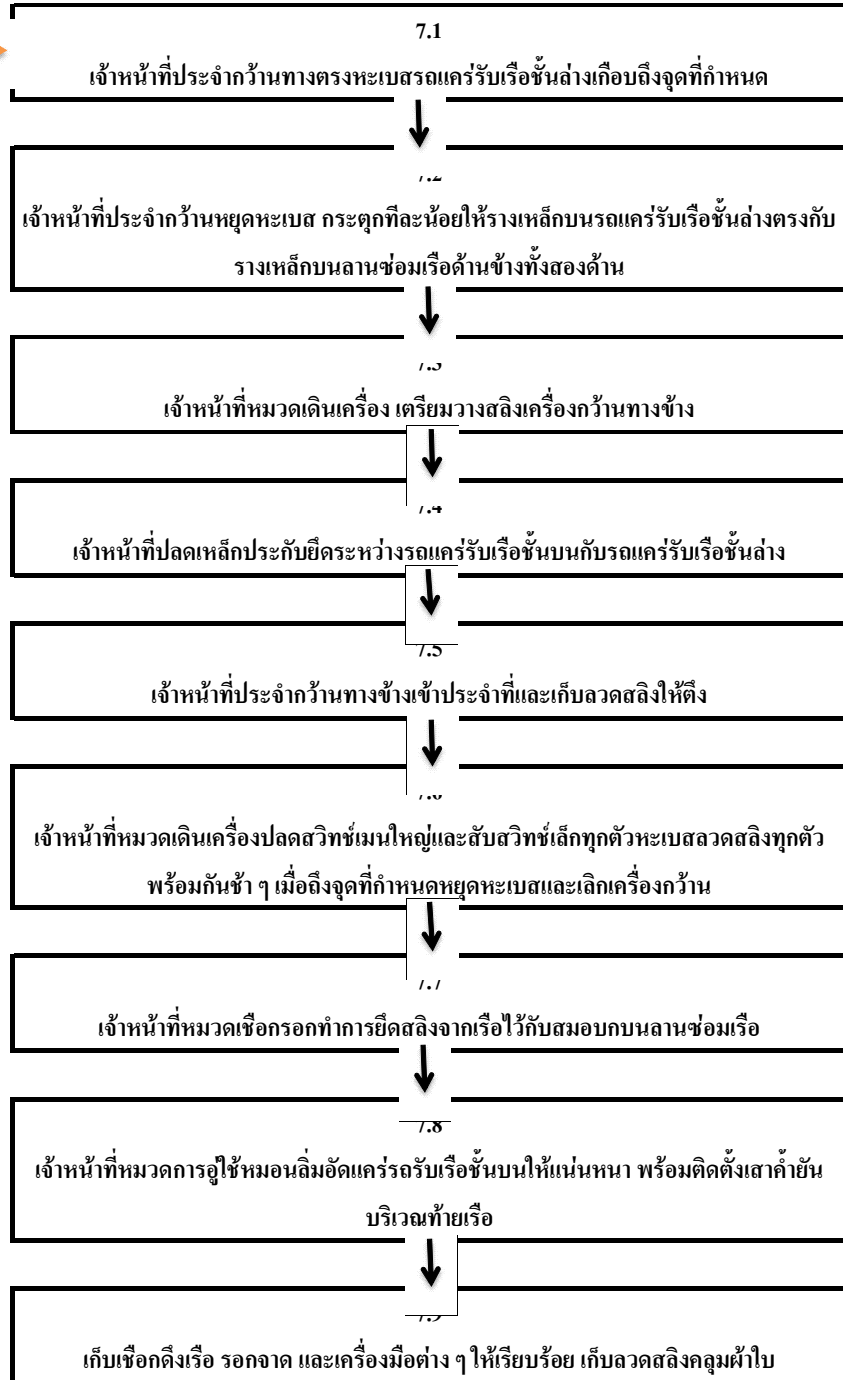 7.1
เจ้าหน้าที่ประจำกว้านทางตรงหะเบสรถแคร่รับเรือชั้นล่างเกือบถึงจุดที่กำหนด
7.2
เจ้าหน้าที่ประจำกว้านหยุดหะเบส กระตุกทีละน้อยให้รางเหล็กบนรถแคร่รับเรือชั้นล่างตรงกับ
รางเหล็กบนลานซ่อมเรือด้านข้างทั้งสองด้าน
7.3
เจ้าหน้าที่หมวดเดินเครื่อง เตรียมวางสลิงเครื่องกว้านทางข้าง
7.4
เจ้าหน้าที่ปลดเหล็กประกับยึดระหว่างรถแคร่รับเรือชั้นบนกับรถแคร่รับเรือชั้นล่าง
7.5
เจ้าหน้าที่ประจำกว้านทางข้างเข้าประจำที่และเก็บลวดสลิงให้ตึง
7.6
เจ้าหน้าที่หมวดเดินเครื่องปลดสวิทช์เมนใหญ่และสับสวิทช์เล็กทุกตัวหะเบสลวดสลิงทุกตัว
พร้อมกันช้า ๆ เมื่อถึงจุดที่กำหนดหยุดหะเบสและเลิกเครื่องกว้าน
7.7
เจ้าหน้าที่หมวดเชือกรอกทำการยึดสลิงจากเรือไว้กับสมอบกบนลานซ่อมเรือ
7.8
เจ้าหน้าที่หมวดการอู่ใช้หมอนลิ่มอัดแคร่รถรับเรือชั้นบนให้แน่นหนา พร้อมติดตั้งเสาค้ำยัน
บริเวณท้ายเรือ
7.9
เก็บเชือกดึงเรือ รอกจาด และเครื่องมือต่าง ๆ ให้เรียบร้อย เก็บลวดสลิงคลุมผ้าใบ